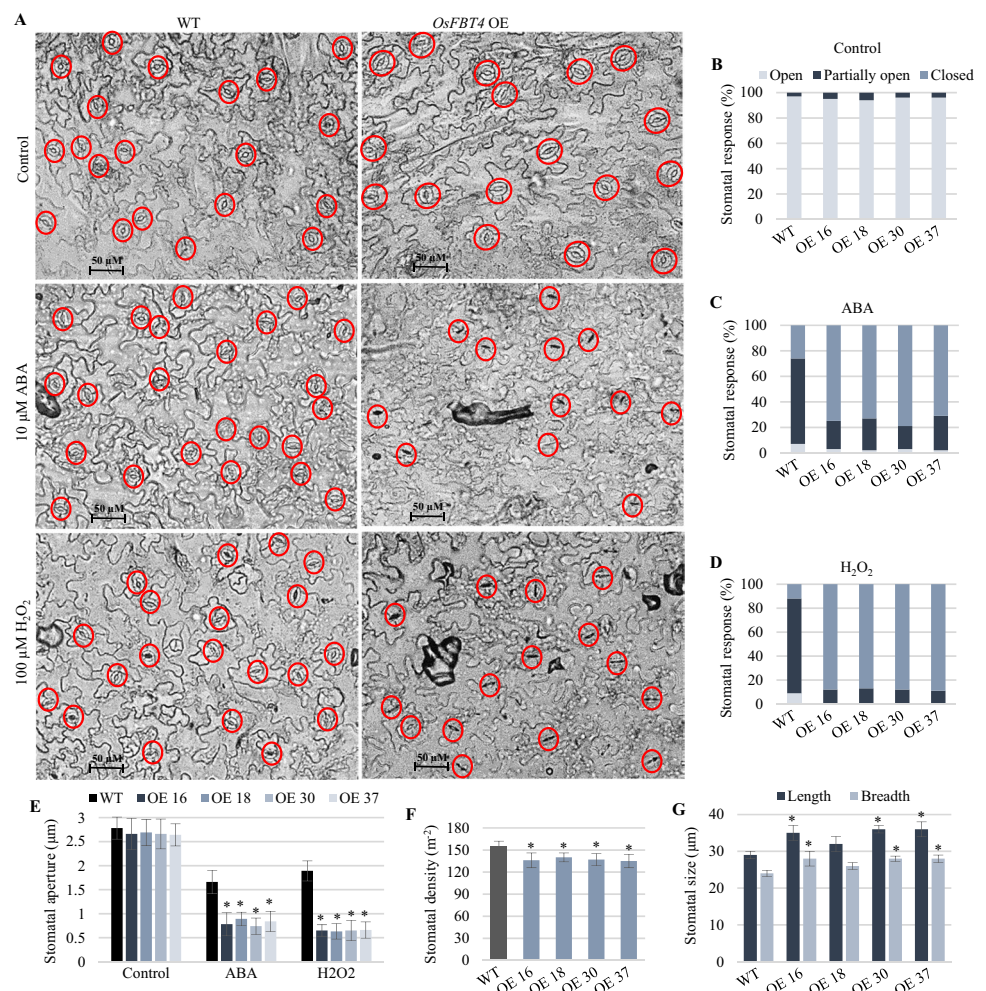 A
WT
OsFBT4 OE
Control
50 µM
50 µM
10 µM ABA
50 µM
50 µM
100 µM H₂O₂
50 µM
50 µM
B
Control
Open
Partially open
Closed
Stomatal response (%)
100
80
60
40
20
0
WT
OE 16
OE 18
OE 30
OE 37
C
ABA
Stomatal response (%)
100
80
60
40
20
0
WT
OE 16
OE 18
OE 30
OE 37
D
H₂O₂
Stomatal response (%)
100
80
60
40
20
0
WT
OE 16
OE 18
OE 30
OE 37
E
WT
OE 16
OE 18
OE 30
OE 37
Stomatal aperture (µm)
3
2.5
2
1.5
1
0.5
0
* * * *
* * * *
Control
ABA
H2O2
F
Stomatal density (m⁻²)
180
150
120
90
60
30
0
* * * *
WT
OE 16
OE 18
OE 30
OE 37
G
Length
Breadth
Stomatal size (µm)
40
30
20
10
0
* * * * * *
WT
OE 16
OE 18
OE 30
OE 37